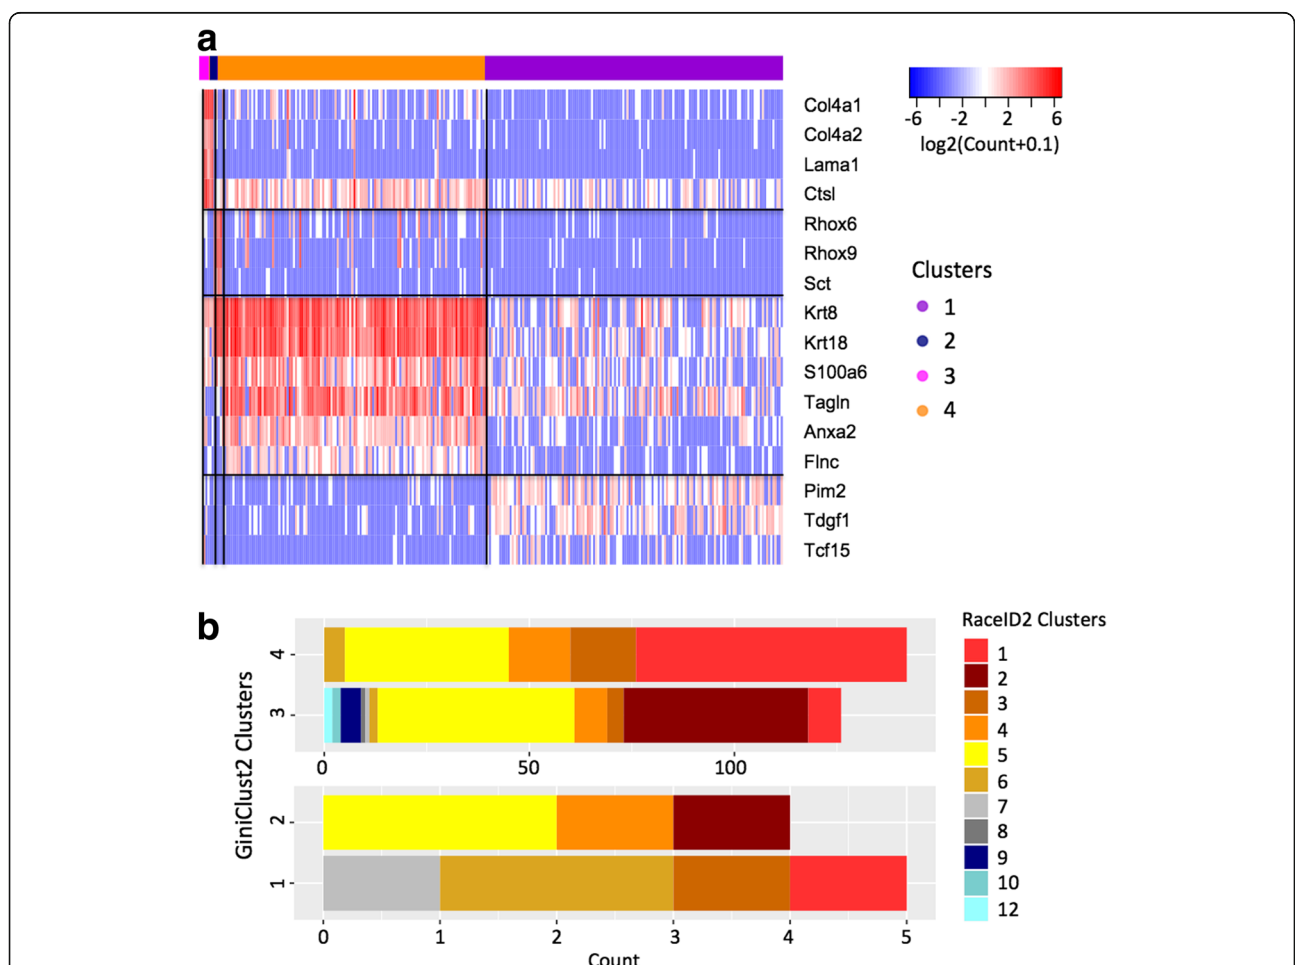 a
Col4a1
Col4a2
Lama1
Ctsl
Rhox6
Rhox9
Sct
Krt8
Krt18
S100a6
Tagln
Anxa2
Flnc
Pim2
Tdgf1
Tcf15
-6 -2 2 6
log2(Count+0.1)
Clusters
1
2
3
4
b
GiniClust2 Clusters
4
3
0 50 100
2
1
0 1 2 3 4 5
Count
RaceID2 Clusters
1
2
3
4
5
6
7
8
9
10
12